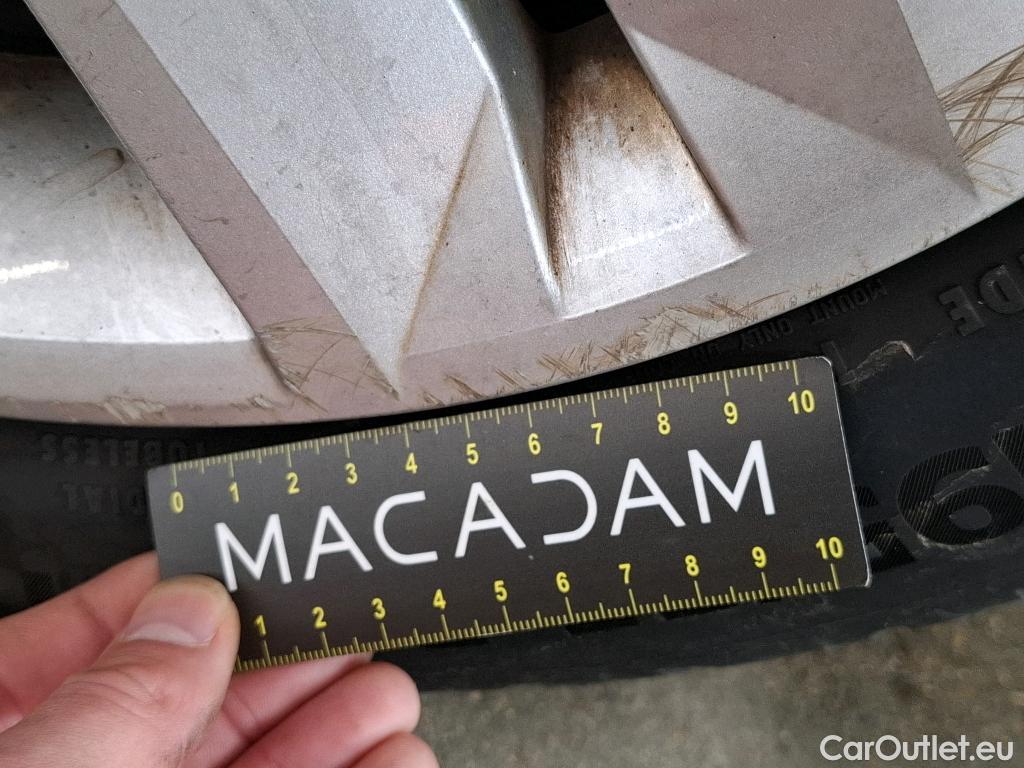 MOUNT ONLY ON
TUBELESS
0 1 2 3 4 5 6 7 8 9 10
MACADAM
1 2 3 4 5 6 7 8 9 10
CarOutlet.eu